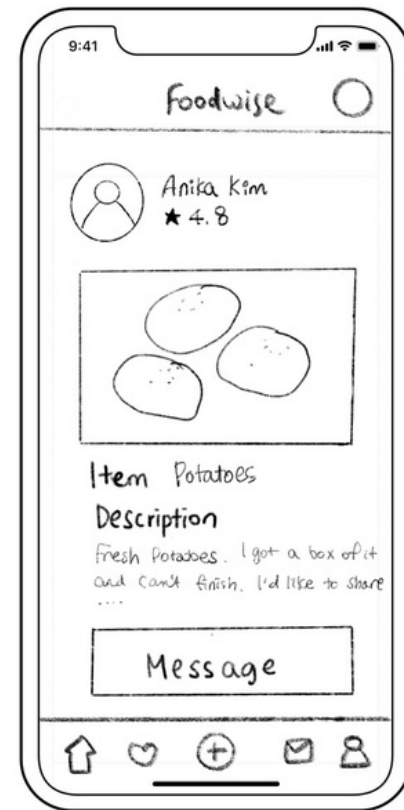 9:41
Foodwise
Anika Kim
★ 4.8
Item Potatoes
Description
Fresh Potatoes. I got a box of it
and can't finish. I'd like to share
....
Message